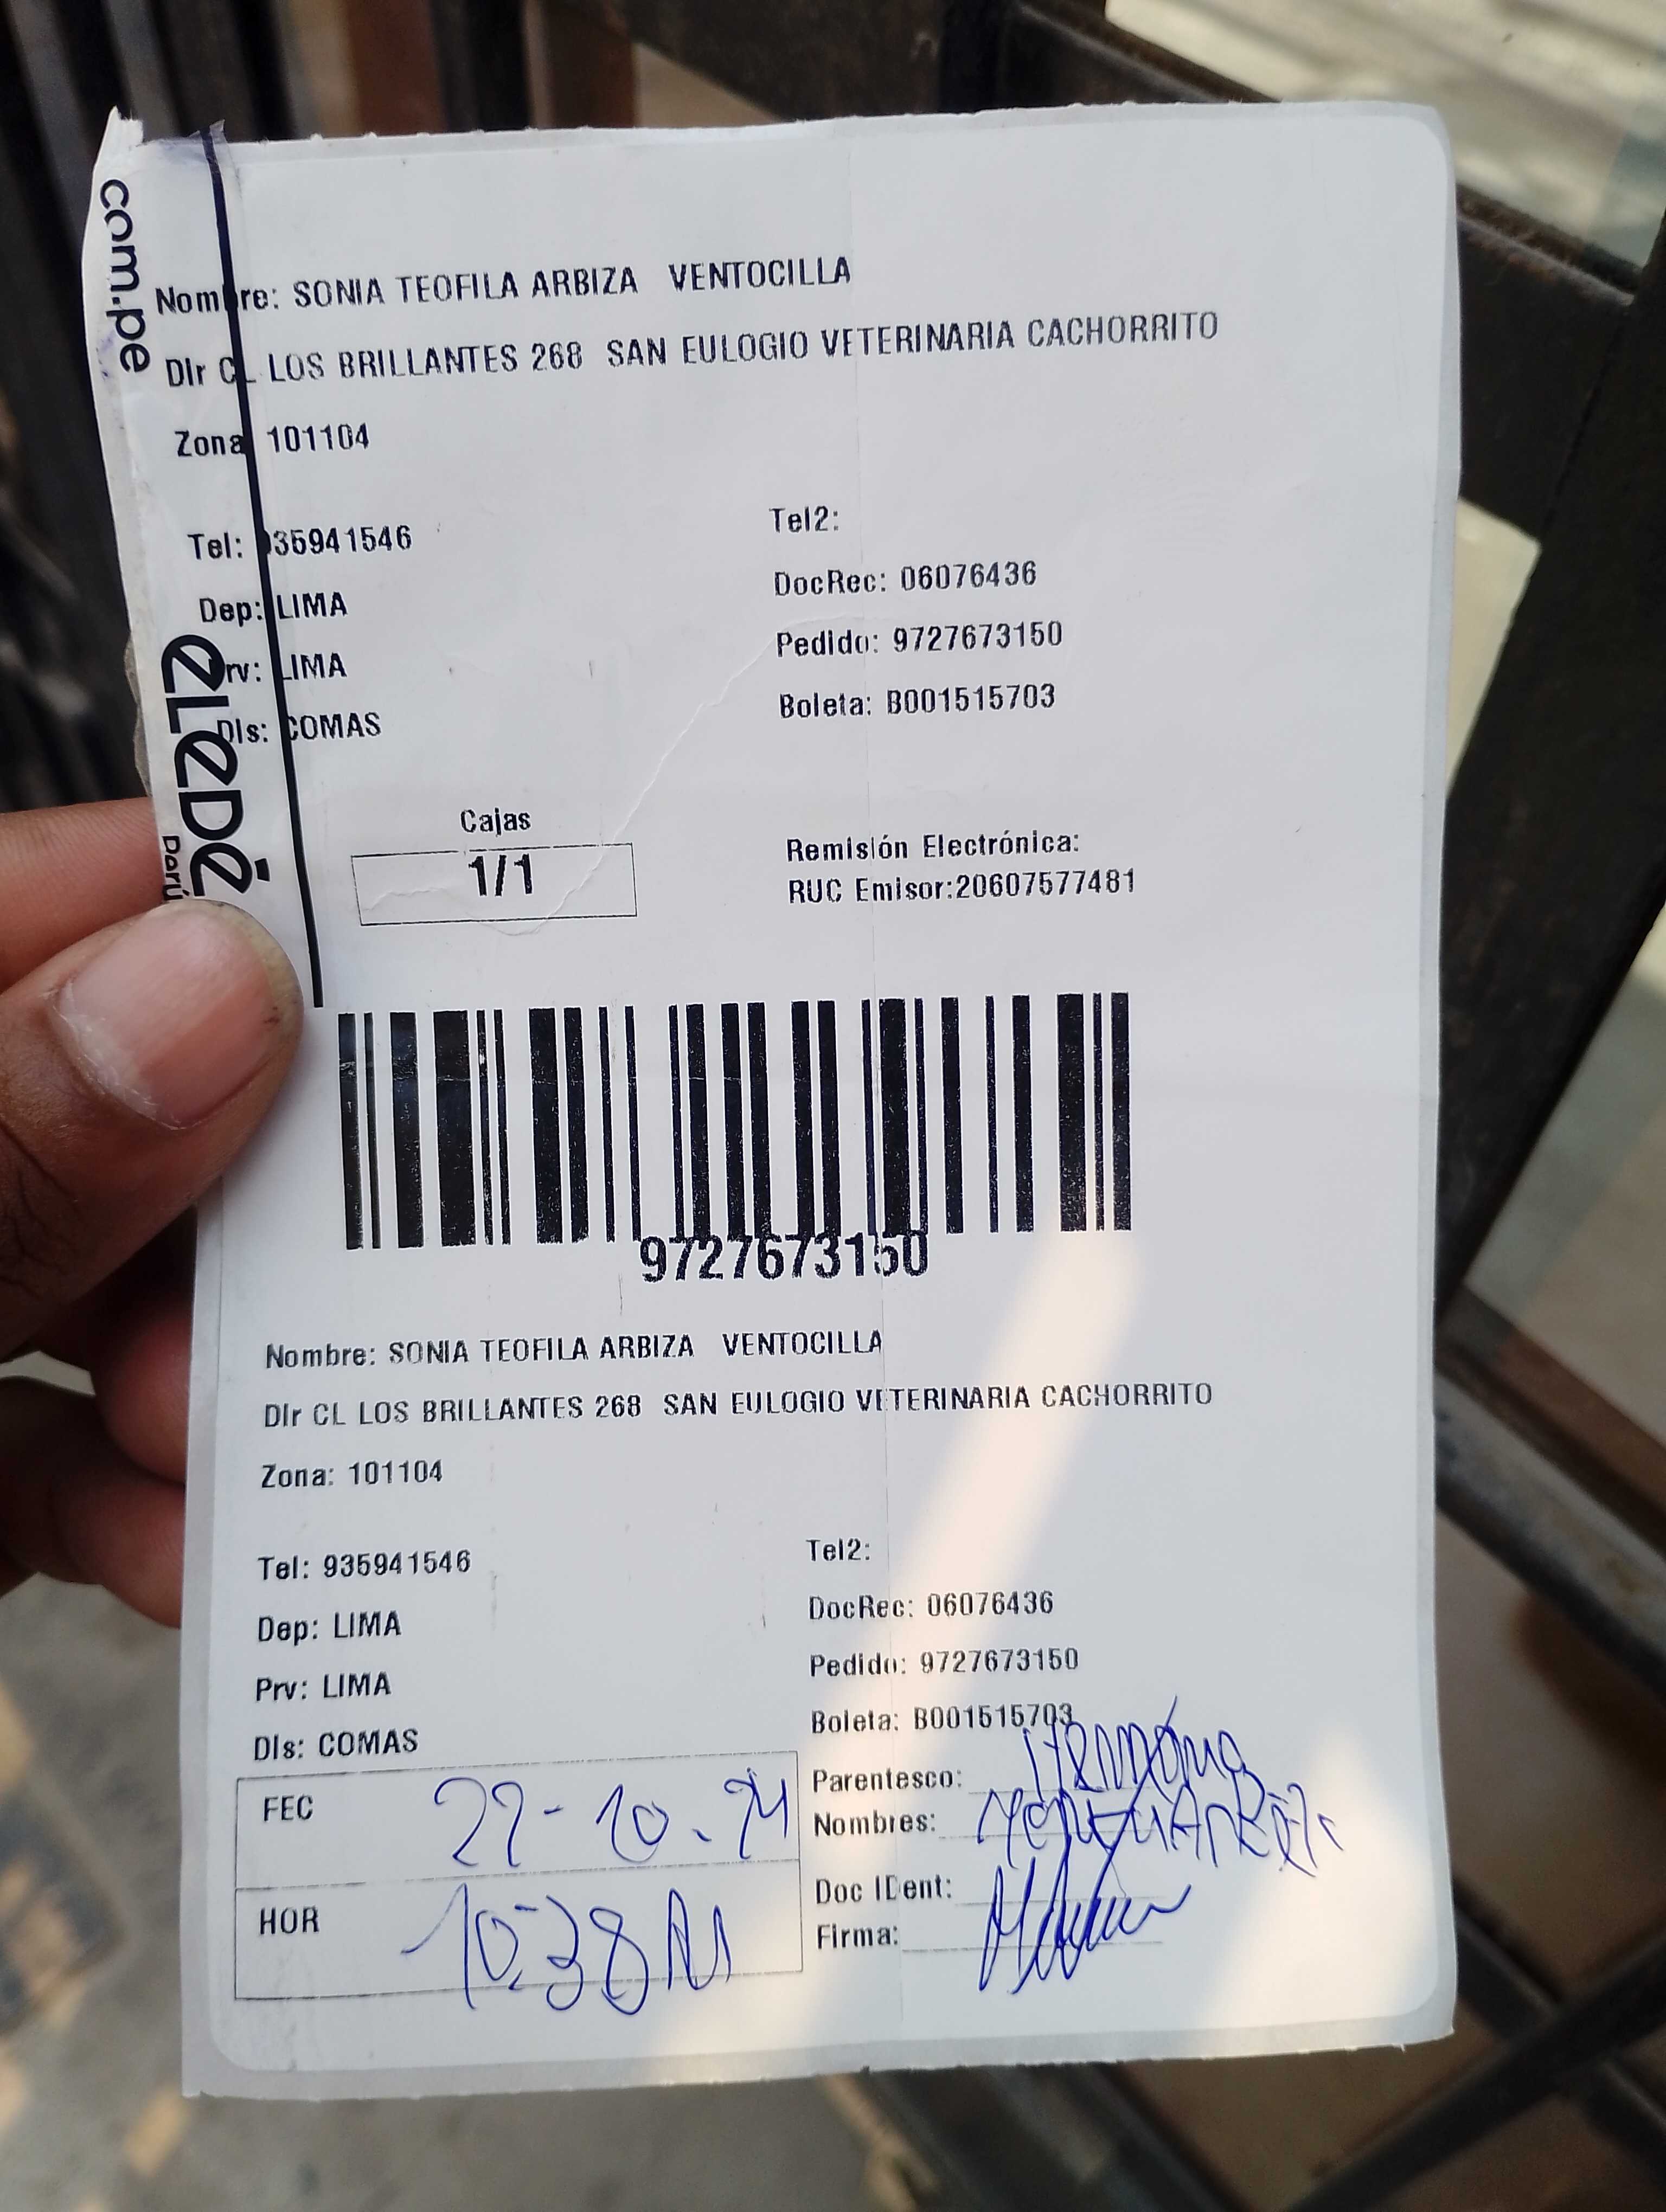 com.pe
Nombre: SONIA TEOFILA ARBIZA VENTOCILLA
DIr CL LOS BRILLANTES 268 SAN EULOGIO VETERINARIA CACHORRITO
Zona 101104
Tel: 935941546
Tel2:
DocRec: 06076436
Dep: LIMA
Pedido: 9727673150
Prv: LIMA
Boleta: B001515703
DIs: COMAS
eLeDé
Perú
Cajas
1/1
Remisión Electrónica:
RUC Emisor:20607577481
9727673150
Nombre: SONIA TEOFILA ARBIZA VENTOCILLA
DIr CL LOS BRILLANTES 268 SAN EULOGIO VETERINARIA CACHORRITO
Zona: 101104
Tel: 935941546
Tel2:
DocRec: 06076436
Dep: LIMA
Pedido: 9727673150
Prv: LIMA
Boleta: B001515703
DIs: COMAS
Parentesco:
FEC
Nombres:
Doc IDent:
HOR 10:38 AM
Firma: